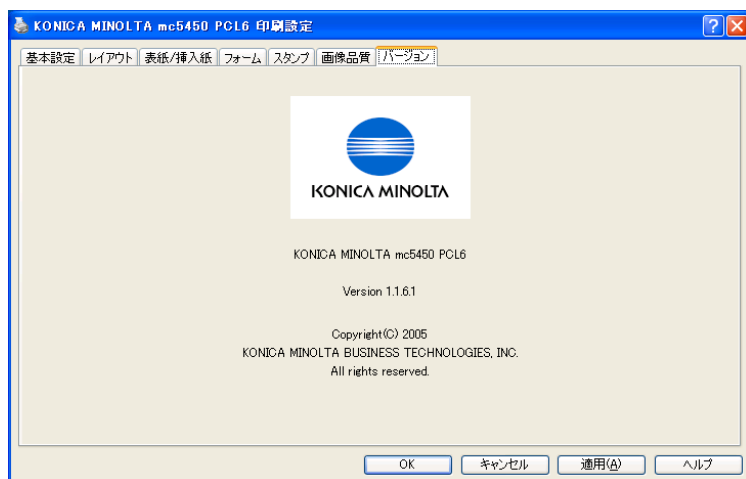 KONICA MINOLTA mc5450 PCL6 印刷設定
基本設定 レイアウト 表紙/挿入紙 フォーム スタンプ 画像品質 バージョン
KONICA MINOLTA
KONICA MINOLTA mc5450 PCL6
Version 1.1.6.1
Copyright(C) 2005
KONICA MINOLTA BUSINESS TECHNOLOGIES, INC.
All rights reserved.
OK キャンセル 適用(A) ヘルプ